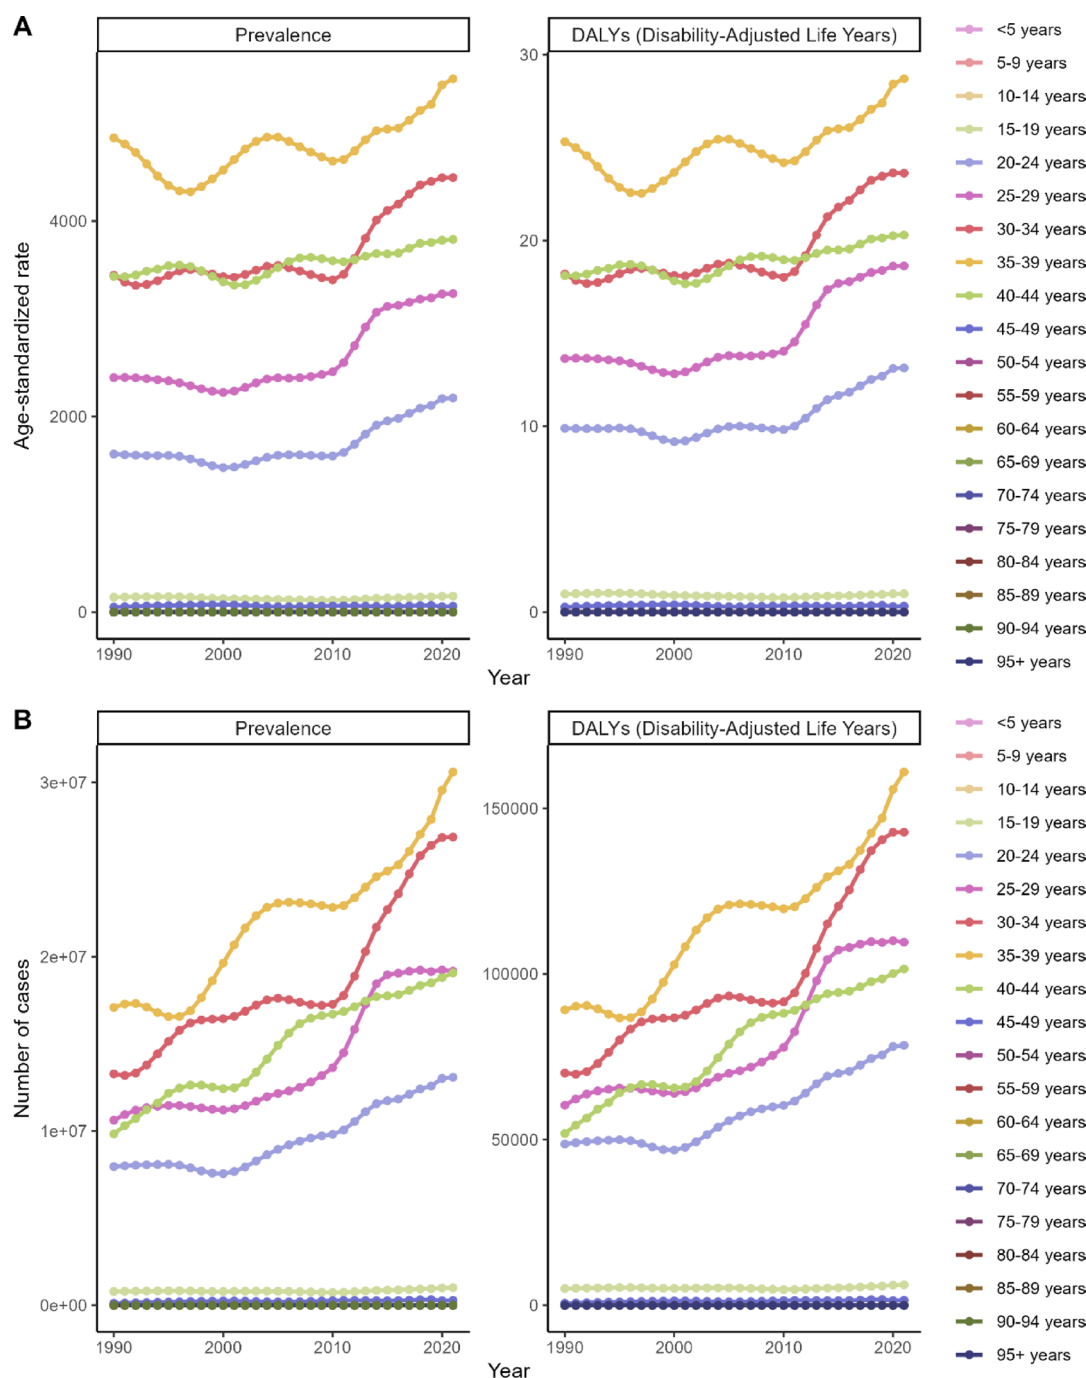 A
Prevalence
DALYs (Disability-Adjusted Life Years)
Age-standardized rate
4000
2000
0
30
20
10
0
1990
2000
2010
2020
1990
2000
2010
2020
Year
<5 years
5-9 years
10-14 years
15-19 years
20-24 years
25-29 years
30-34 years
35-39 years
40-44 years
45-49 years
50-54 years
55-59 years
60-64 years
65-69 years
70-74 years
75-79 years
80-84 years
85-89 years
90-94 years
95+ years
B
Prevalence
DALYs (Disability-Adjusted Life Years)
Number of cases
3e+07
2e+07
1e+07
0e+00
150000
100000
50000
0
1990
2000
2010
2020
1990
2000
2010
2020
Year
<5 years
5-9 years
10-14 years
15-19 years
20-24 years
25-29 years
30-34 years
35-39 years
40-44 years
45-49 years
50-54 years
55-59 years
60-64 years
65-69 years
70-74 years
75-79 years
80-84 years
85-89 years
90-94 years
95+ years